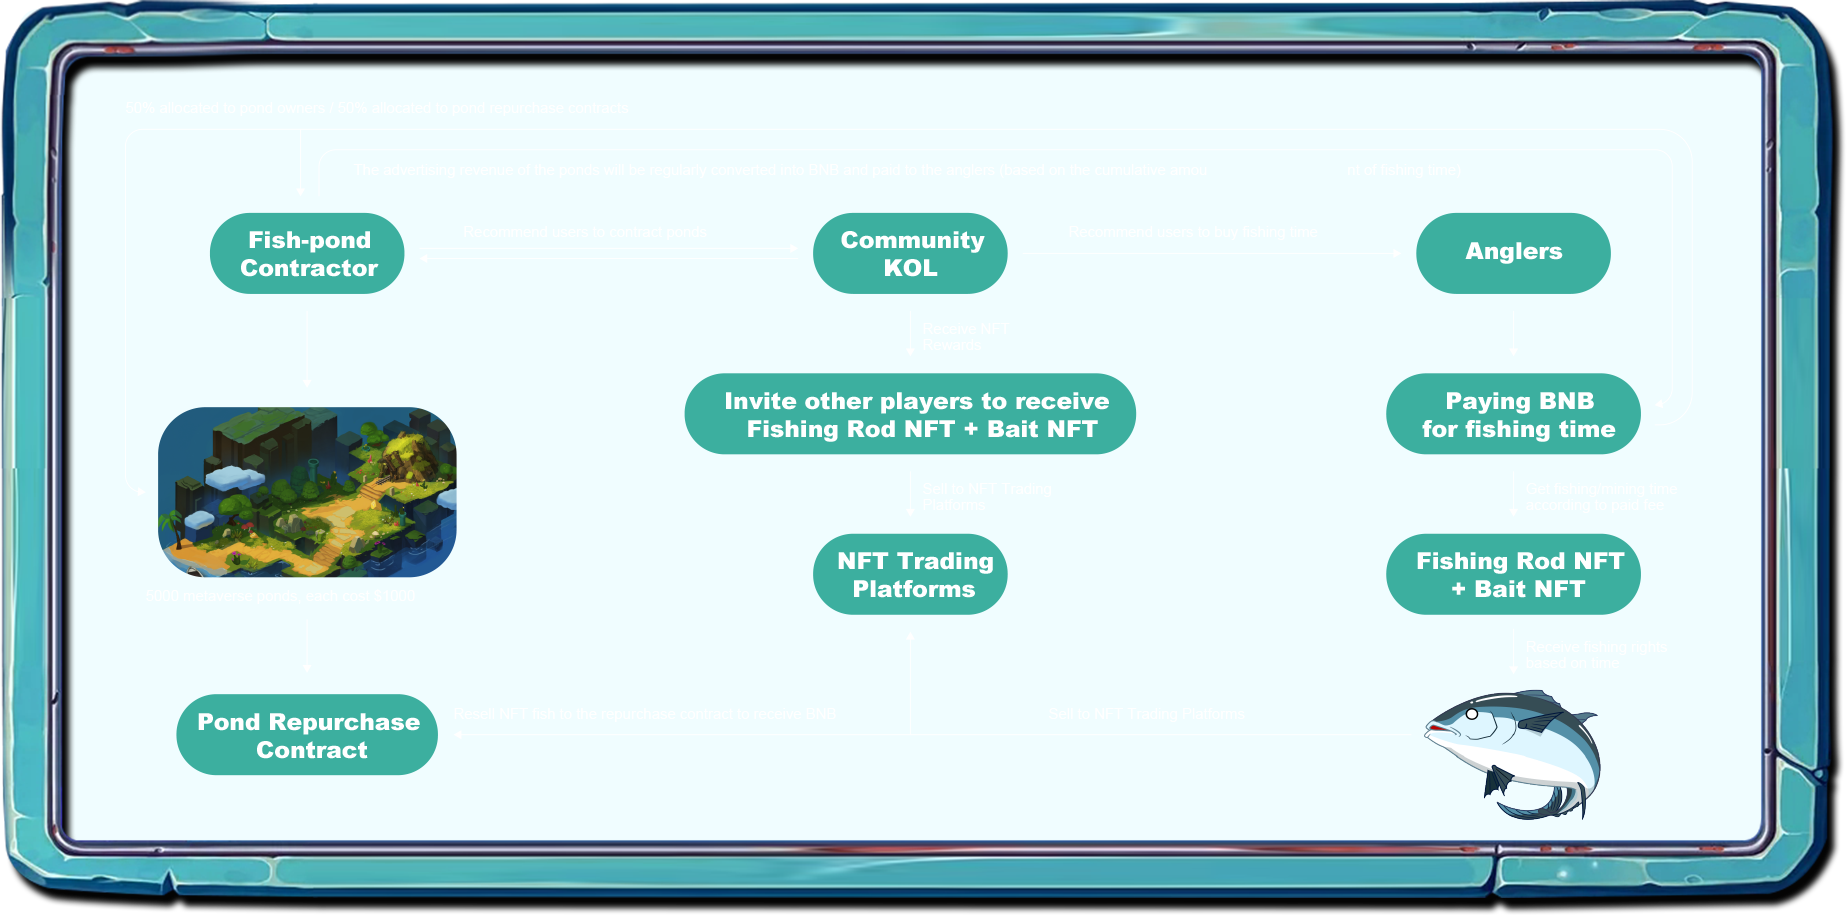 50% allocated to pond owners / 50% allocated to pond repurchase contracts
The advertising revenue of the ponds will be regularly converted into BNB and paid to the anglers (based on the cumulative amou nt of fishing time)
Fish-pond
Contractor
Recommend users to contract ponds
Community
KOL
Recommend users to buy fishing time
Anglers
Receive NFT
Rewards
Invite other players to receive
Fishing Rod NFT + Bait NFT
Paying BNB
for fishing time
Sell to NFT Trading
Platforms
Get fishing/mining time
according to paid fee
NFT Trading
Platforms
Fishing Rod NFT
+ Bait NFT
5000 metaverse ponds, each cost $1000
Receive fishing rights
based on time
Pond Repurchase
Contract
Resell NFT fish to the repurchase contract to receive BNB
Sell to NFT Trading Platforms